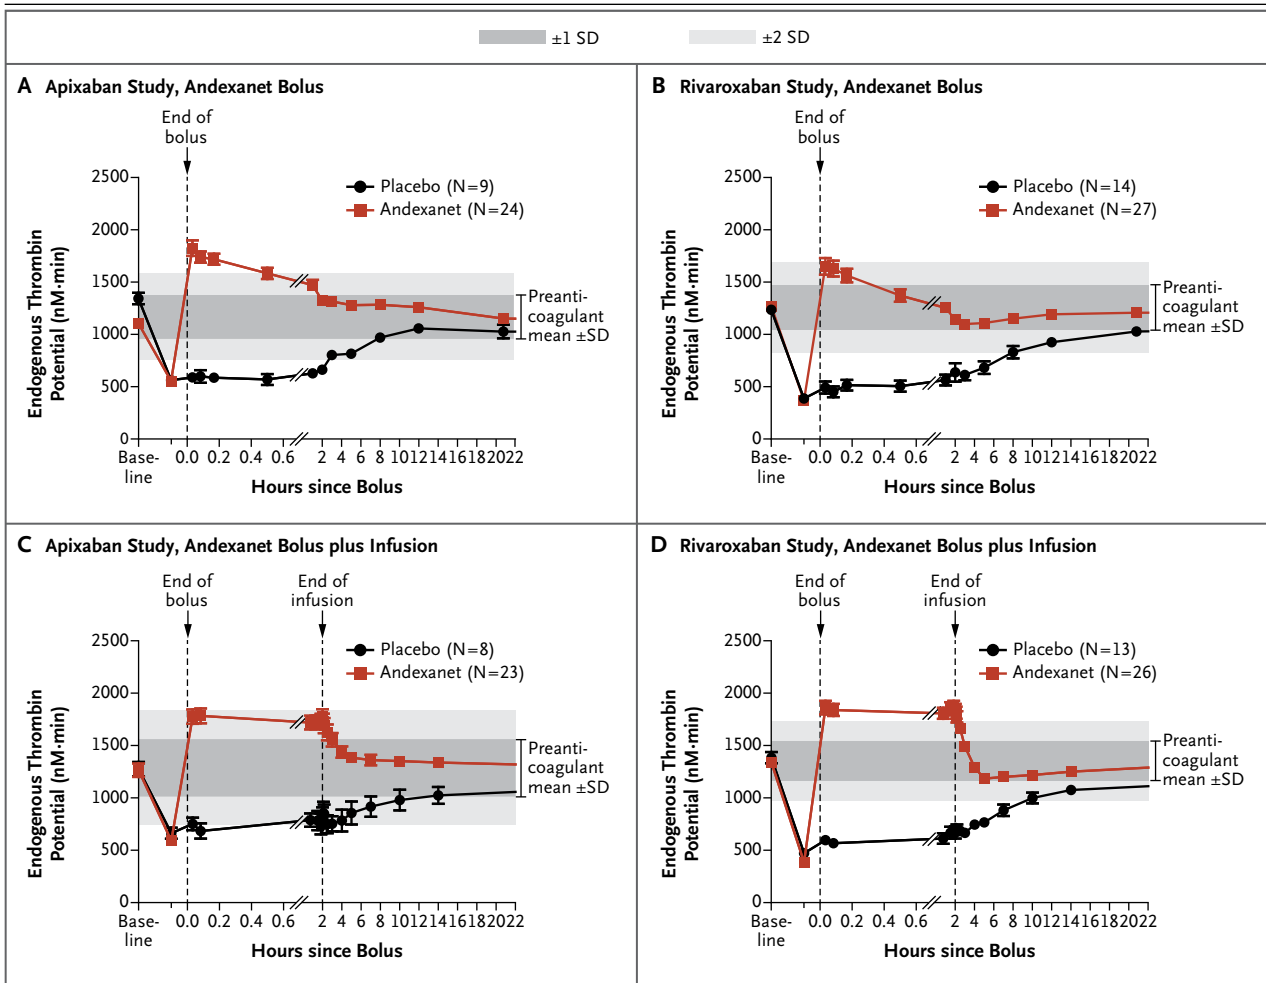 ±1 SD
±2 SD
A Apixaban Study, Andexanet Bolus
End of
bolus
2500
2000
1500
1000
500
0
Endogenous Thrombin
Potential (nM·min)
Placebo (N=9)
Andexanet (N=24)
Preanti-
coagulant
mean ±SD
Base-
line
0.0 0.2 0.4 0.6 2 4 6 8 10 12 14 16 18 20 22
Hours since Bolus
B Rivaroxaban Study, Andexanet Bolus
End of
bolus
2500
2000
1500
1000
500
0
Endogenous Thrombin
Potential (nM·min)
Placebo (N=14)
Andexanet (N=27)
Preanti-
coagulant
mean ±SD
Base-
line
0.0 0.2 0.4 0.6 2 4 6 8 10 12 14 16 18 20 22
Hours since Bolus
C Apixaban Study, Andexanet Bolus plus Infusion
End of
bolus
End of
infusion
2500
2000
1500
1000
500
0
Endogenous Thrombin
Potential (nM·min)
Placebo (N=8)
Andexanet (N=23)
Preanti-
coagulant
mean ±SD
Base-
line
0.0 0.2 0.4 0.6 2 4 6 8 10 12 14 16 18 20 22
Hours since Bolus
D Rivaroxaban Study, Andexanet Bolus plus Infusion
End of
bolus
End of
infusion
2500
2000
1500
1000
500
0
Endogenous Thrombin
Potential (nM·min)
Placebo (N=13)
Andexanet (N=26)
Preanti-
coagulant
mean ±SD
Base-
line
0.0 0.2 0.4 0.6 2 4 6 8 10 12 14 16 18 20 22
Hours since Bolus